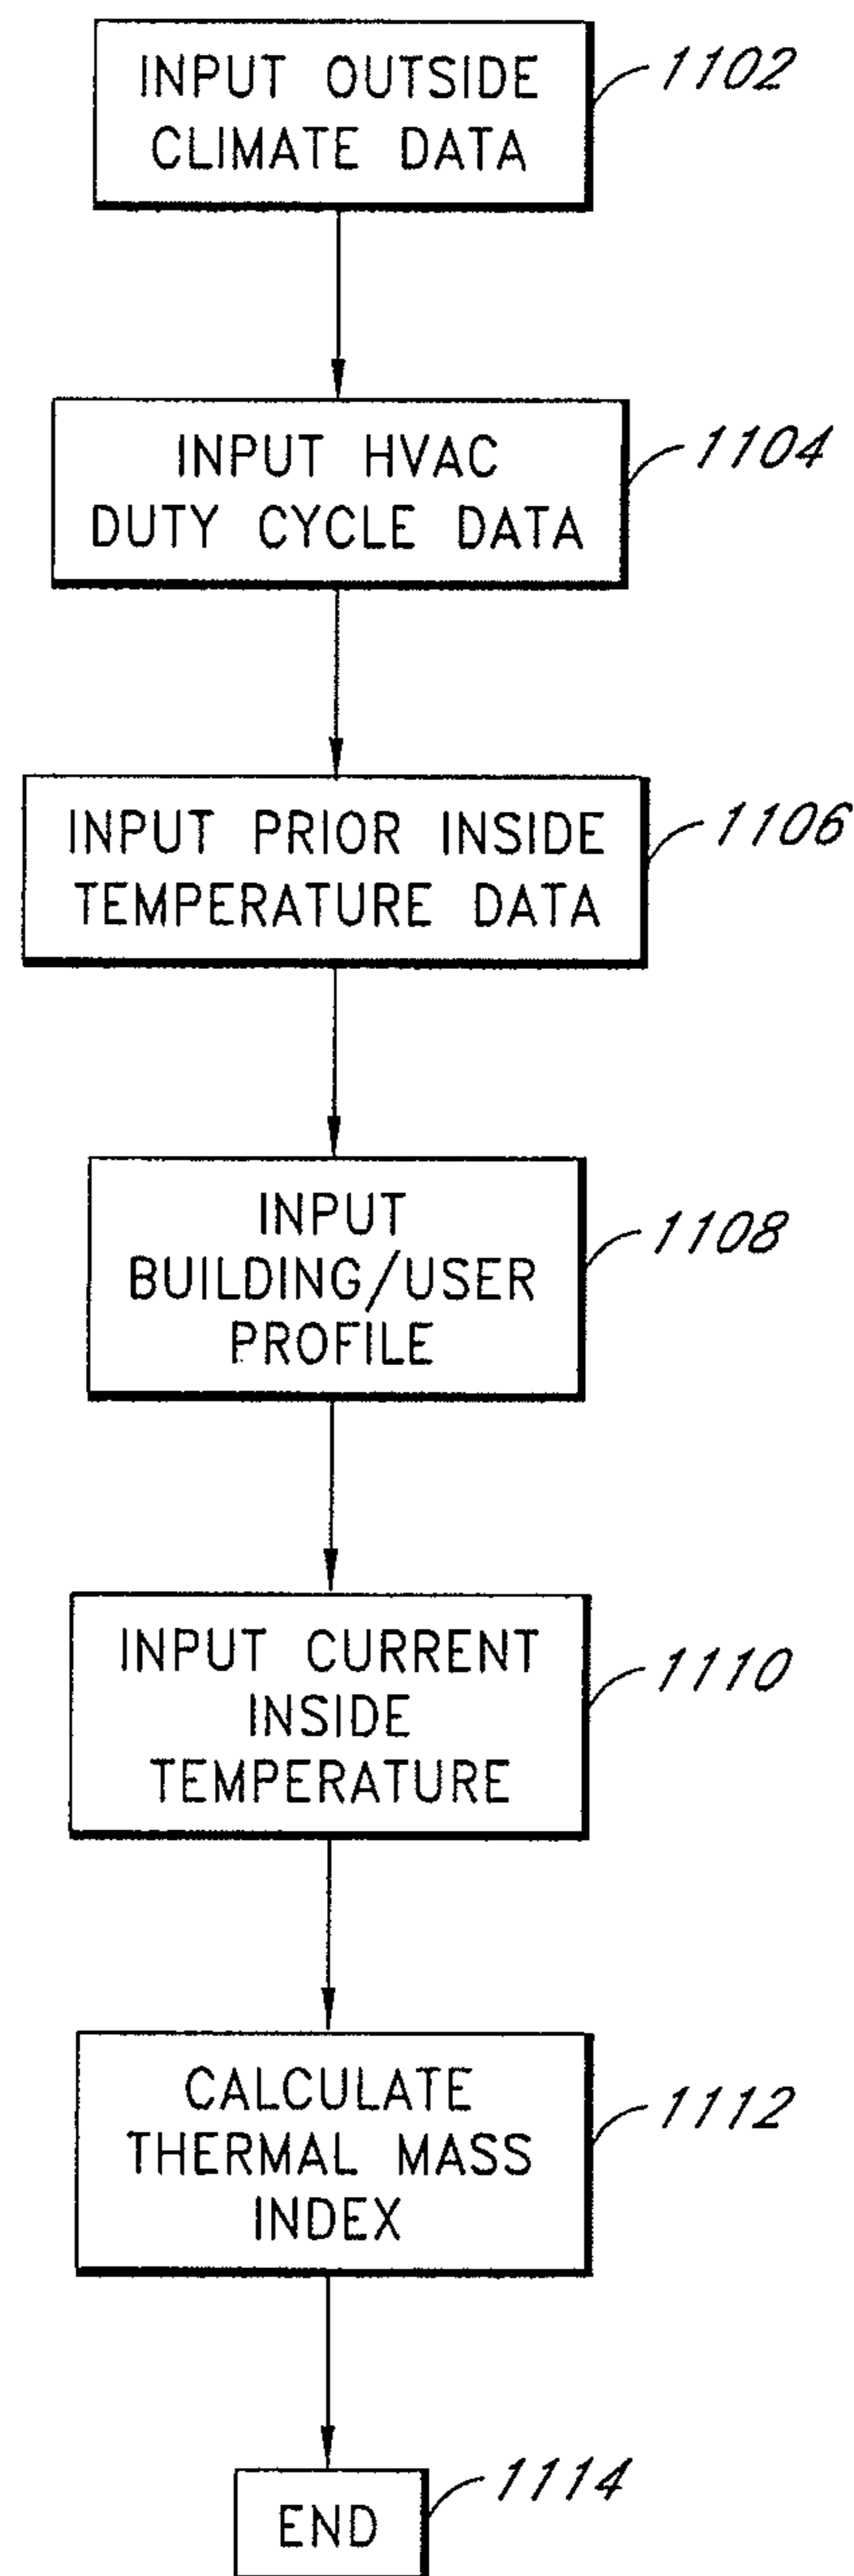 INPUT OUTSIDE
CLIMATE DATA
1102
INPUT HVAC
DUTY CYCLE DATA
1104
INPUT PRIOR INSIDE
TEMPERATURE DATA
1106
INPUT
BUILDING/USER
PROFILE
1108
INPUT CURRENT
INSIDE
TEMPERATURE
1110
CALCULATE
THERMAL MASS
INDEX
1112
END
1114